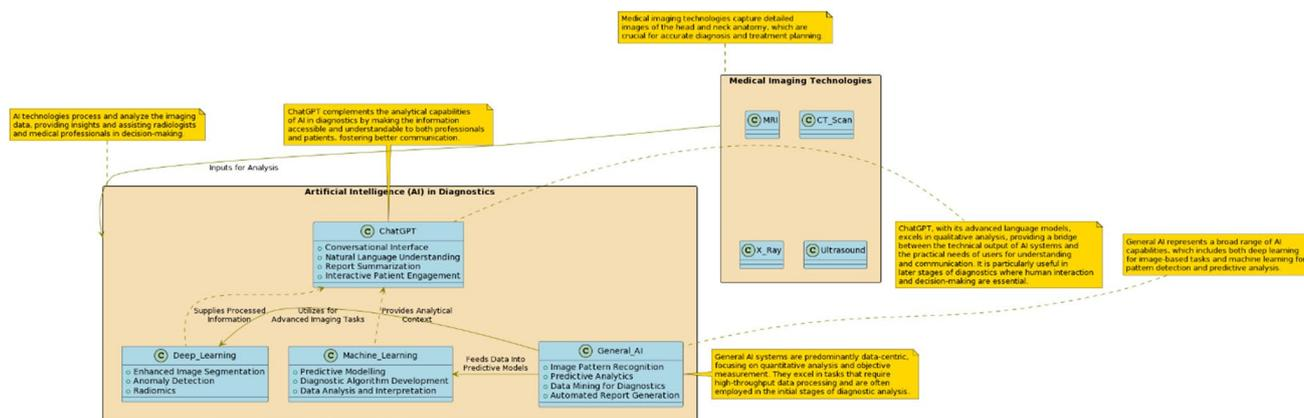 Medical imaging technologies capture detailed
images of the head and neck anatomy, which are
crucial for accurate diagnosis and treatment planning.
Medical Imaging Technologies
C MRI
C CT_Scan
C X_Ray
C Ultrasound
AI technologies process and analyze the imaging
data, providing insights and assisting radiologists
and medical professionals in decision-making.
ChatGPT complements the analytical capabilities
of AI in diagnostics by making the information
accessible and understandable to both professionals
and patients, fostering better communication.
Inputs for Analysis
Artificial Intelligence (AI) in Diagnostics
C ChatGPT
Conversational Interface
Natural Language Understanding
Report Summarization
Interactive Patient Engagement
ChatGPT, with its advanced language models,
excels in qualitative analysis, providing a bridge
between the technical output of AI systems and
the practical needs of users for understanding
and communication. It is particularly useful in
later stages of diagnostics where human interaction
and decision-making are essential.
General AI represents a broad range of AI
capabilities, which includes both deep learning
for image-based tasks and machine learning for
pattern detection and predictive analysis.
Supplies Processed
Information
Utilizes for
Advanced Imaging Tasks
Provides Analytical
Context
C Deep_Learning
Enhanced Image Segmentation
Anomaly Detection
Radiomics
C Machine_Learning
Predictive Modelling
Diagnostic Algorithm Development
Data Analysis and Interpretation
Feeds Data Into
Predictive Models
C General_AI
Image Pattern Recognition
Predictive Analytics
Data Mining for Diagnostics
Automated Report Generation
General AI systems are predominantly data-centric,
focusing on quantitative analysis and objective
measurement. They excel in tasks that require
high-throughput data processing and are often
employed in the initial stages of diagnostic analysis.